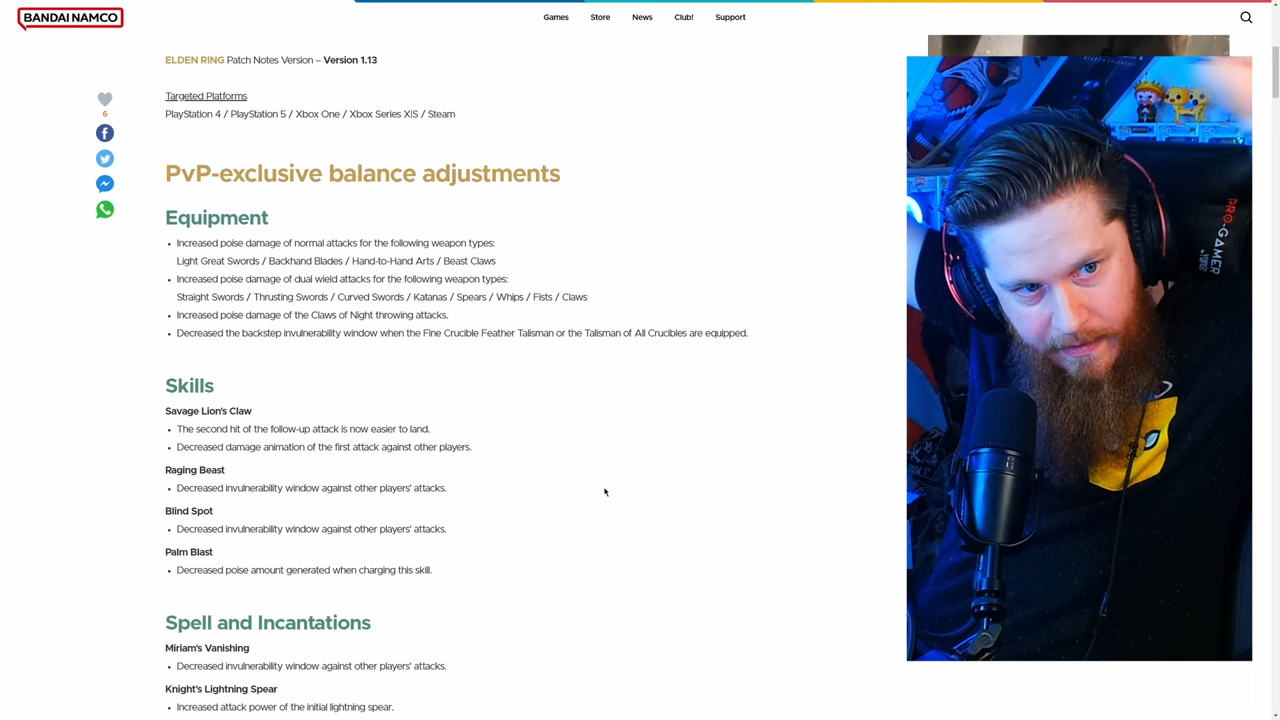 BANDAI NAMCO
Games Store News Club! Support
ELDEN RING Patch Notes Version – Version 1.13
Targeted Platforms
PlayStation 4 / PlayStation 5 / Xbox One / Xbox Series X|S / Steam
6
PvP-exclusive balance adjustments
Equipment
• Increased poise damage of normal attacks for the following weapon types:
Light Great Swords / Backhand Blades / Hand-to-Hand Arts / Beast Claws
• Increased poise damage of dual wield attacks for the following weapon types:
Straight Swords / Thrusting Swords / Curved Swords / Katanas / Spears / Whips / Fists / Claws
• Increased poise damage of the Claws of Night throwing attacks.
• Decreased the backstep invulnerability window when the Fine Crucible Feather Talisman or the Talisman of All Crucibles are equipped.
Skills
Savage Lion's Claw
• The second hit of the follow-up attack is now easier to land.
• Decreased damage animation of the first attack against other players.
Raging Beast
• Decreased invulnerability window against other players' attacks.
Blind Spot
• Decreased invulnerability window against other players' attacks.
Palm Blast
• Decreased poise amount generated when charging this skill.
Spell and Incantations
Miriam's Vanishing
• Decreased invulnerability window against other players' attacks.
Knight's Lightning Spear
• Increased attack power of the initial lightning spear.
PRO-GAMER